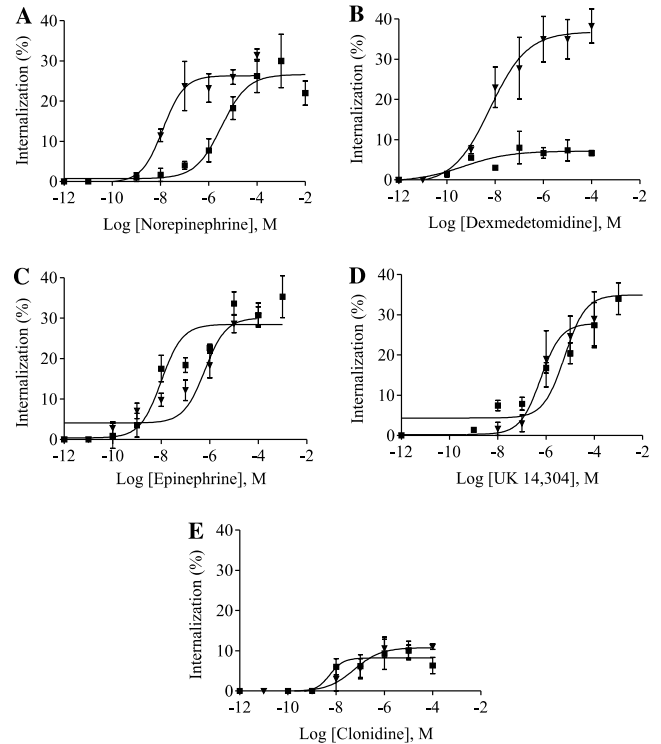 A
B
40
30
20
10
0
Internalization (%)
-12 -10 -8 -6 -4 -2
Log [Norepinephrine], M
40
30
20
10
0
Internalization (%)
-12 -10 -8 -6 -4 -2
Log [Dexmedetomidine], M
C
D
40
30
20
10
0
Internalization (%)
-12 -10 -8 -6 -4 -2
Log [Epinephrine], M
40
30
20
10
0
Internalization (%)
-12 -10 -8 -6 -4 -2
Log [UK 14,304], M
E
40
30
20
10
0
Internalization (%)
-12 -10 -8 -6 -4 -2
Log [Clonidine], M